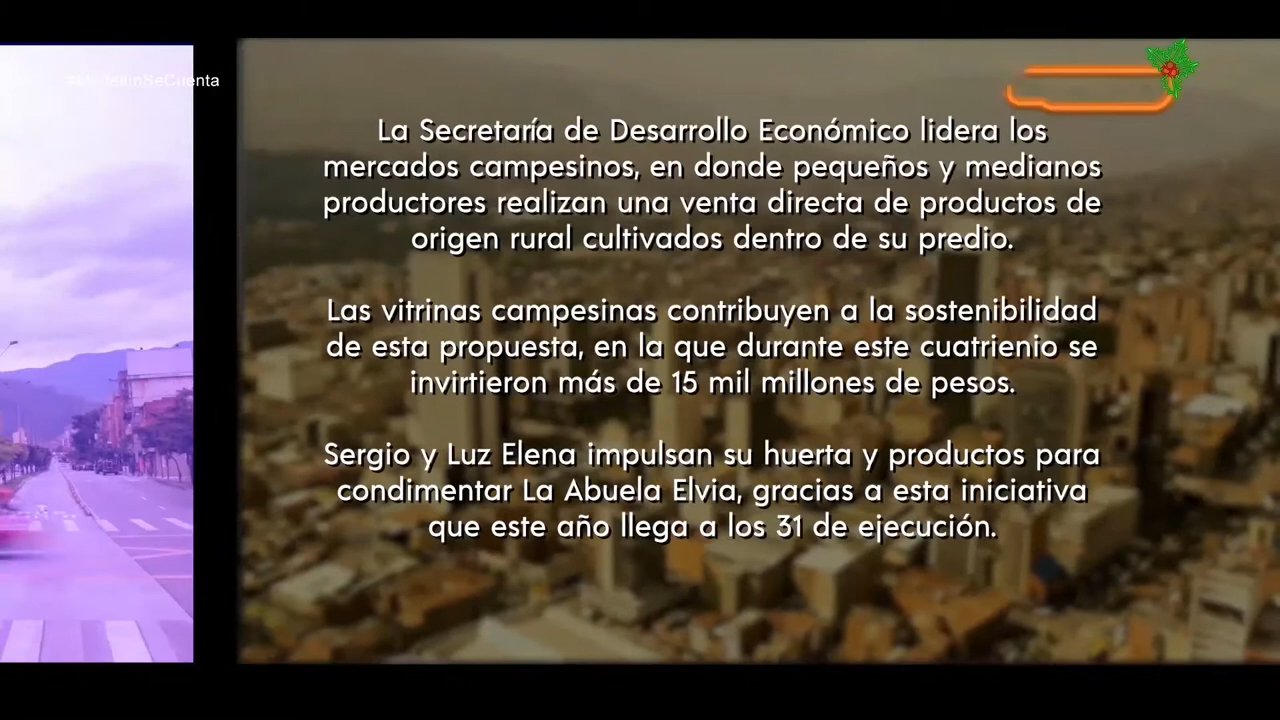 La Secretaría de Desarrollo Económico lidera los
mercados campesinos, en donde pequeños y medianos
productores realizan una venta directa de productos de
origen rural cultivados dentro de su predio.
Las vitrinas campesinas contribuyen a la sostenibilidad
de esta propuesta, en la que durante este cuatrienio se
invirtieron más de 15 mil millones de pesos.
Sergio y Luz Elena impulsan su huerta y productos para
condimentar La Abuela Elvia, gracias a esta iniciativa
que este año llega a los 31 de ejecución.